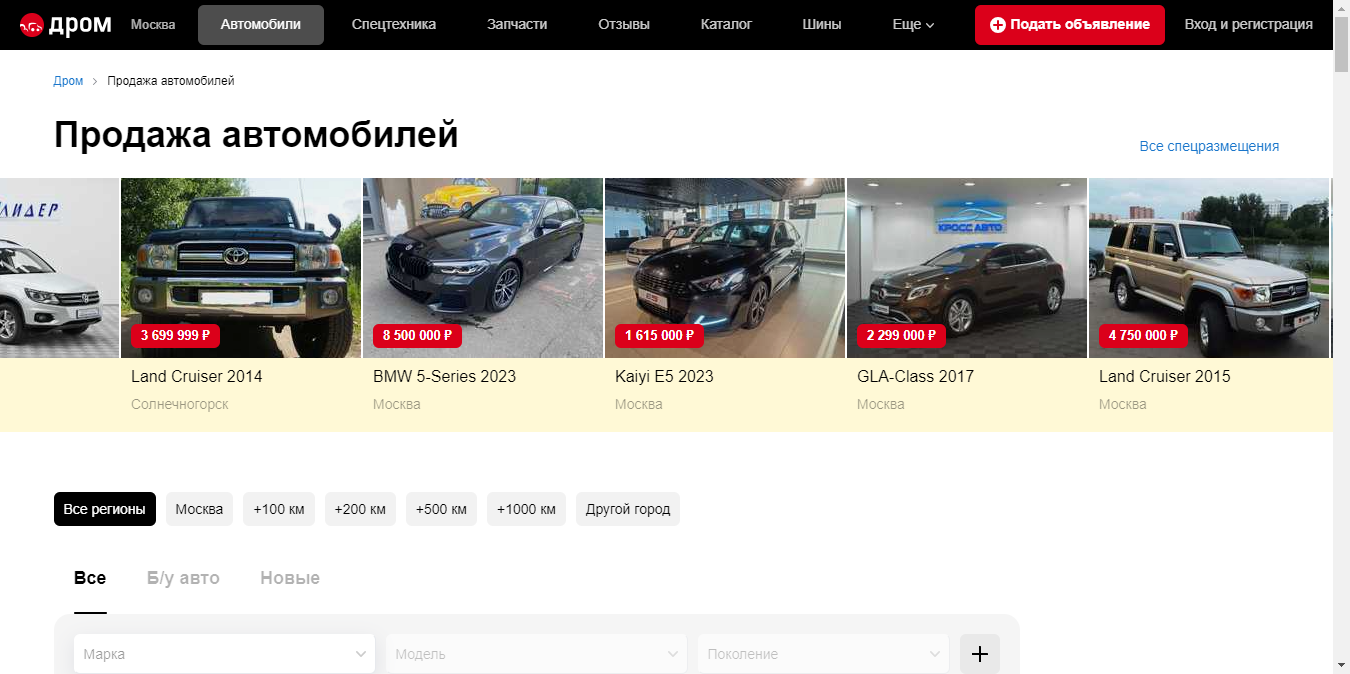 дром Москва Автомобили Спецтехника Запчасти Отзывы Каталог Шины Еще Подать объявление Вход и регистрация
Дром > Продажа автомобилей
Продажа автомобилей
Все спецразмещения
ЛИДЕР
КРОСС АВТО
3 699 999 ₽ 8 500 000 ₽ 1 615 000 ₽ 2 299 000 ₽ 4 750 000 ₽
Land Cruiser 2014 BMW 5-Series 2023 Kaiyi E5 2023 GLA-Class 2017 Land Cruiser 2015
Солнечногорск Москва Москва Москва Москва
Все регионы Москва +100 км +200 км +500 км +1000 км Другой город
Все Б/у авто Новые
Марка Модель Поколение +